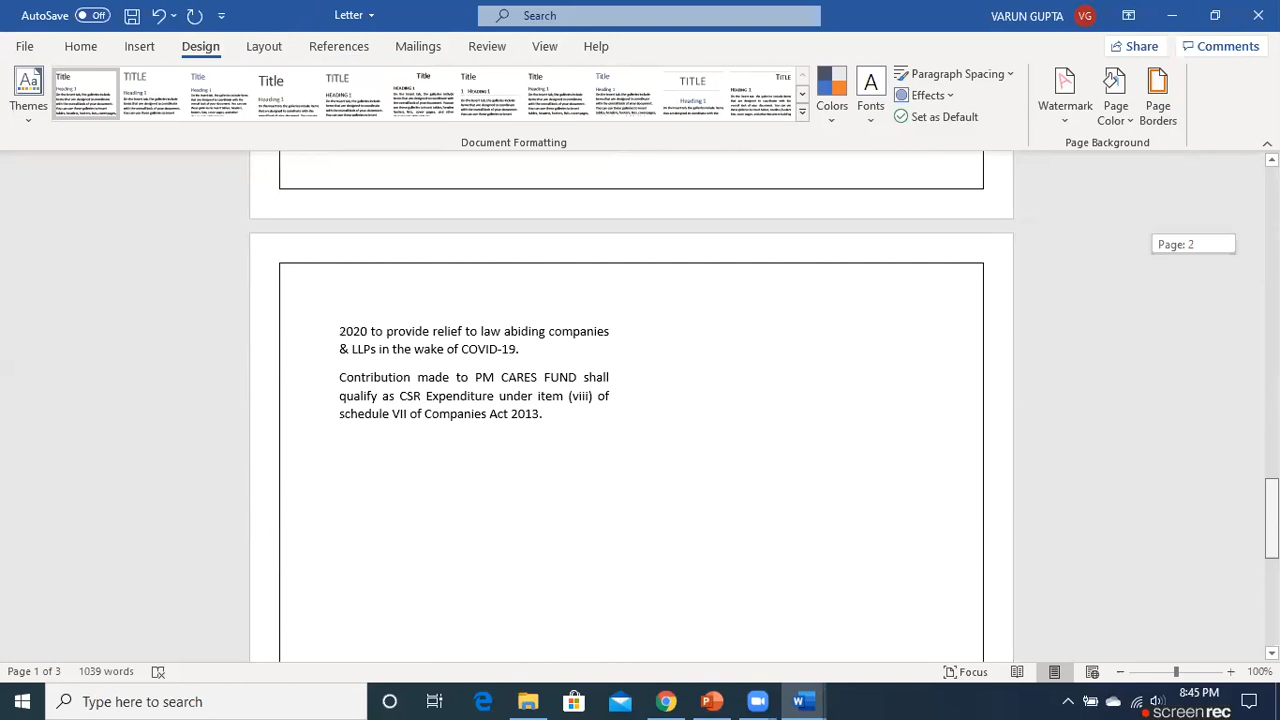 AutoSave Off
Letter
Search
VARUN GUPTA VG
File Home Insert Design Layout References Mailings Review View Help
Share Comments
Themes
Title
Heading 1
TITLE
Heading 1
Title
Heading 1
Title
Heading 1
TITLE
HEADING 1
Title
HEADING 1
Title
1 HEADING 1
Title
Heading 1
Title
Heading 1
TITLE
Heading 1
TITLE
HEADING 1
Colors
Fonts
Paragraph Spacing
Effects
Set as Default
Watermark
Page Color
Page Borders
Document Formatting
Page Background
Page: 2
2020 to provide relief to law abiding companies
& LLPs in the wake of COVID-19.
Contribution made to PM CARES FUND shall
qualify as CSR Expenditure under item (viii) of
schedule VII of Companies Act 2013.
Page 1 of 3 1039 words
Focus
100%
Type here to search
8:45 PM
screenrec